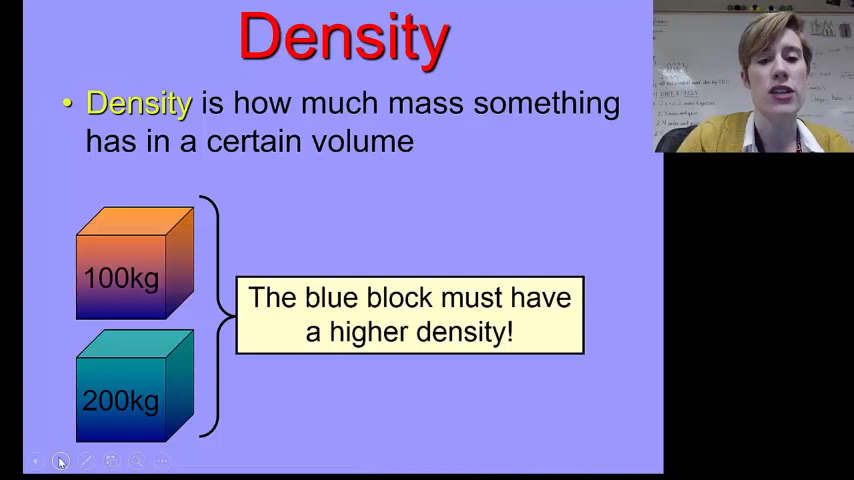 Density
• Density is how much mass something
has in a certain volume
100kg
The blue block must have
a higher density!
200kg